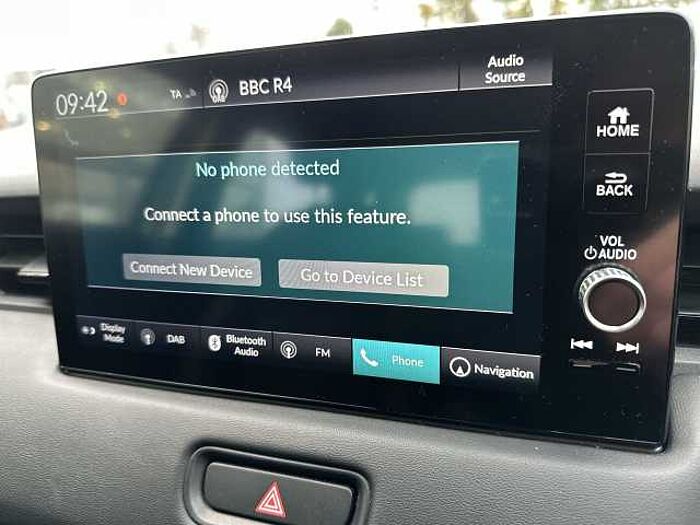 09:42
TA
DAB
BBC R4
Audio
Source
No phone detected
Connect a phone to use this feature.
Connect New Device
Go to Device List
Display
Mode
DAB
Bluetooth
Audio
FM
Phone
Navigation
HOME
BACK
VOL
AUDIO